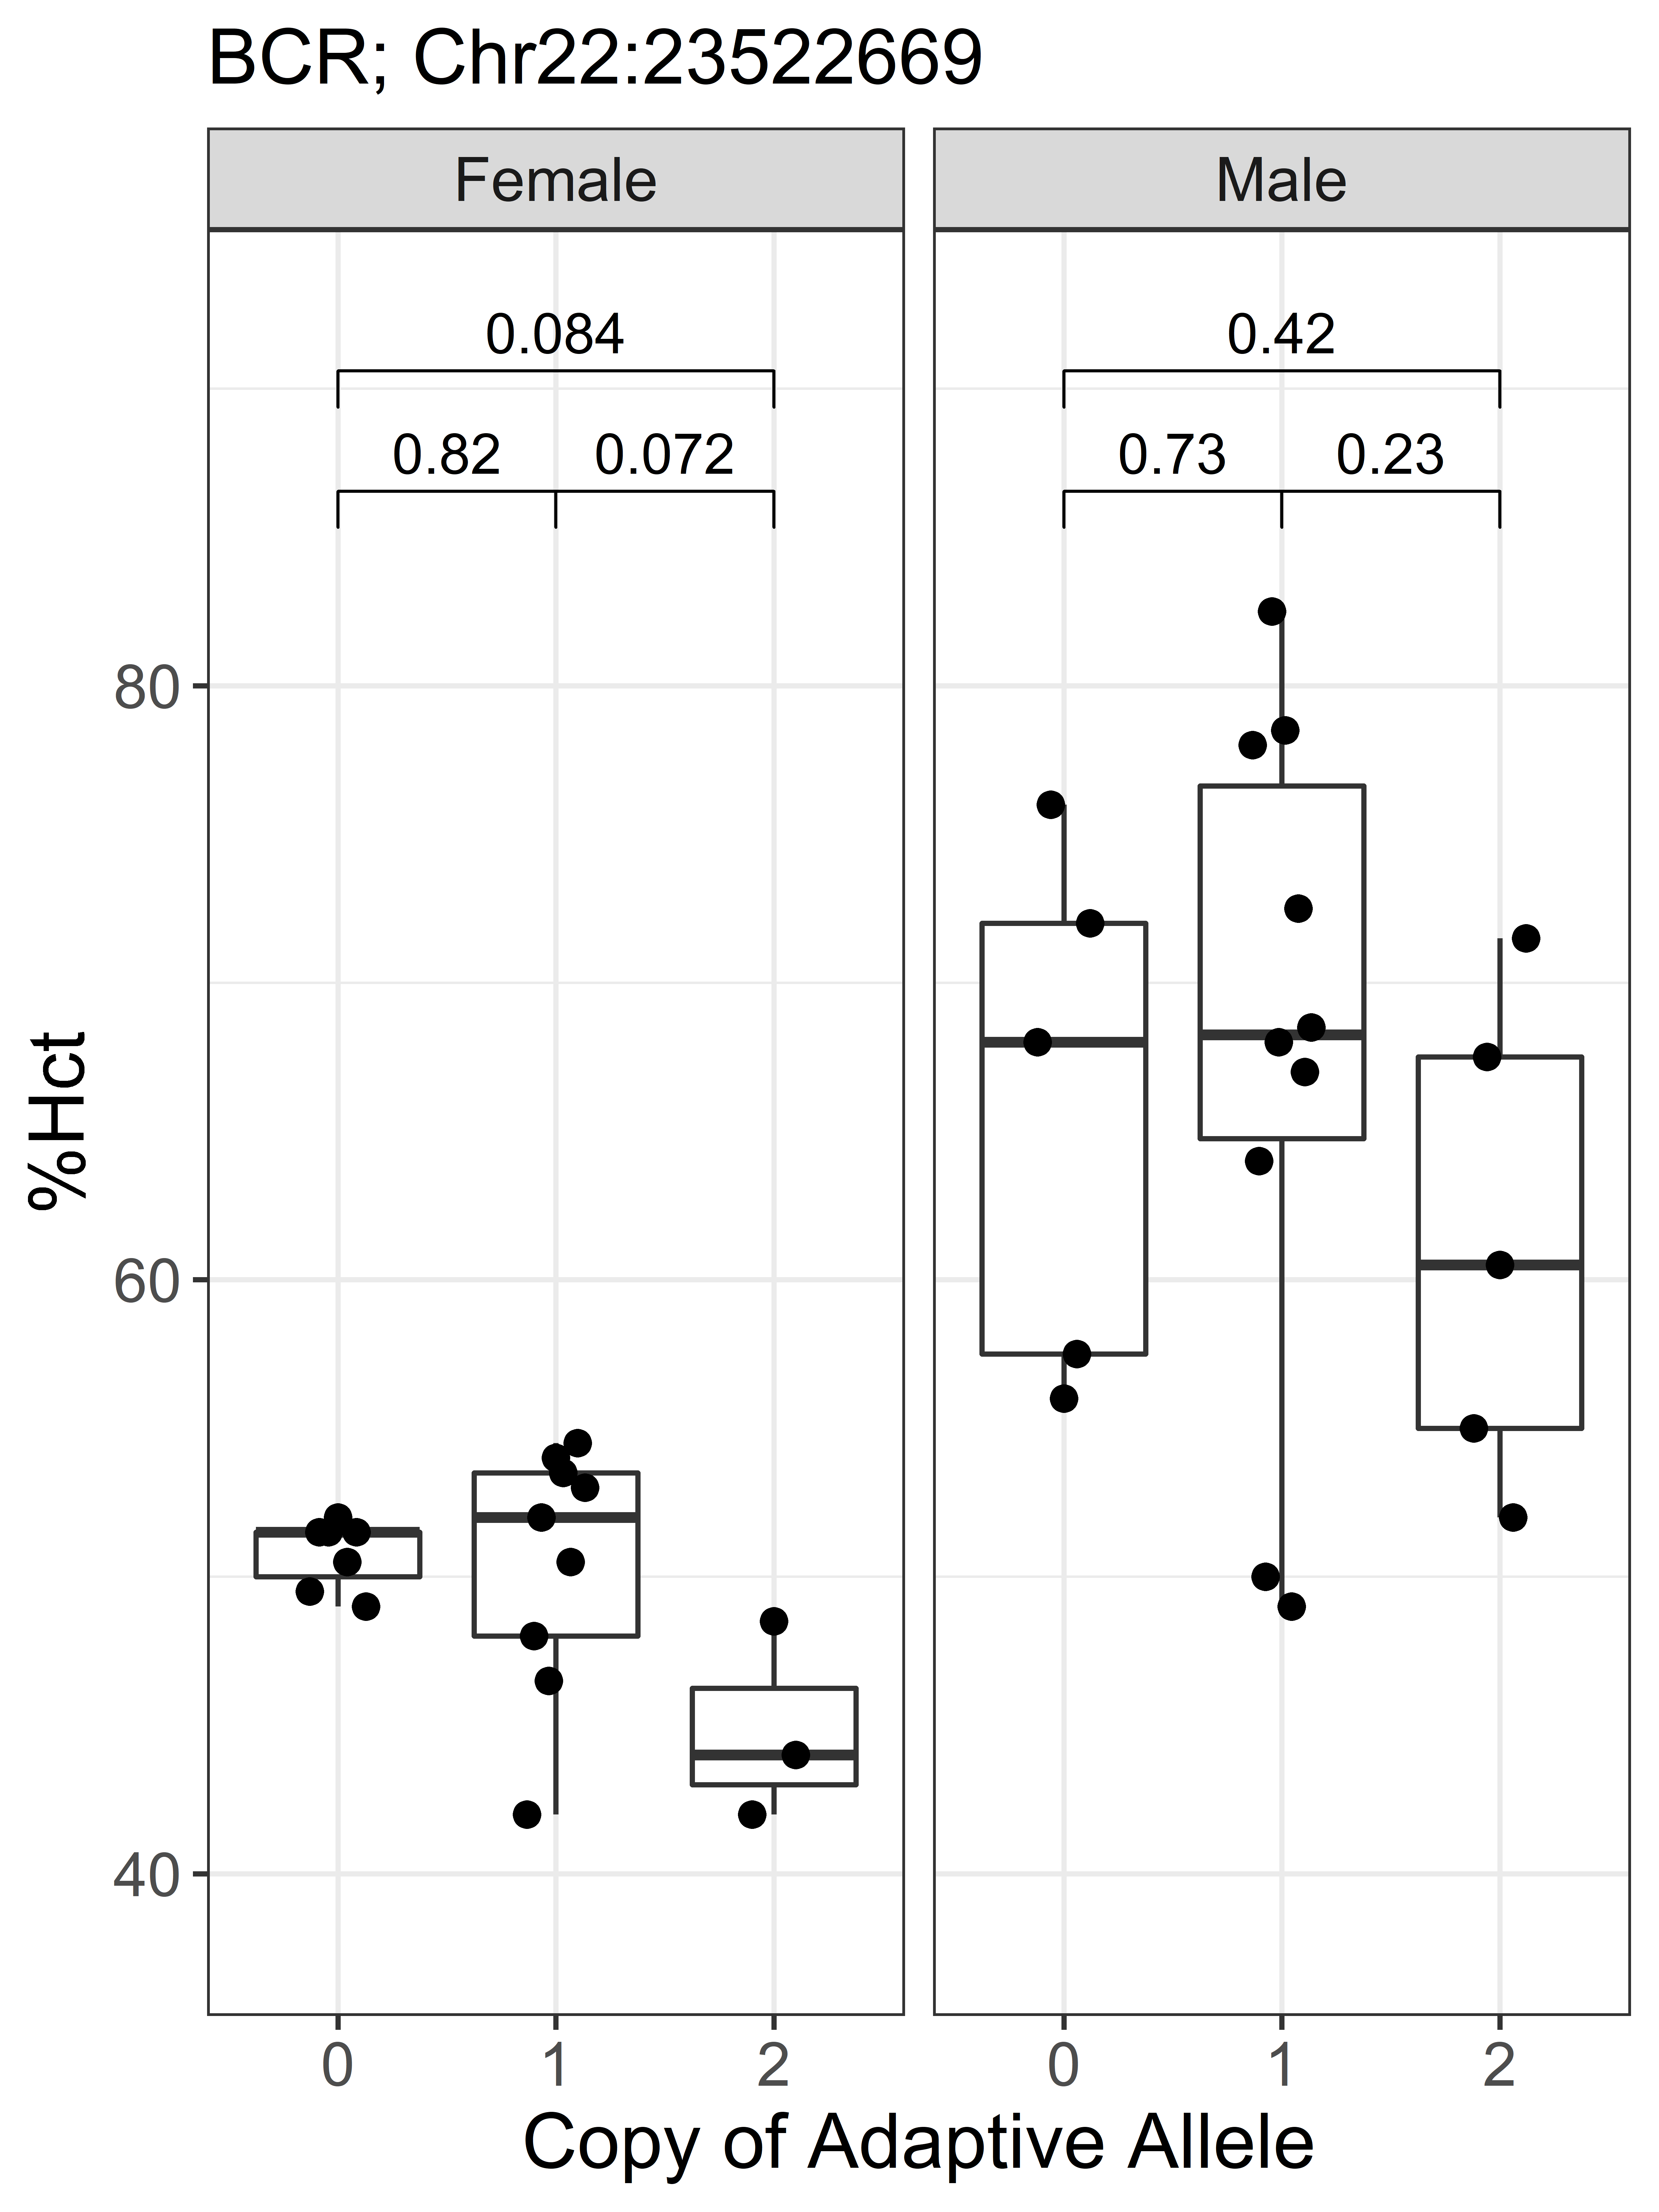 BCR; Chr22:23522669
Female Male
0.084 0.42
0.82 0.072 0.73 0.23
80
60
40
%Hct
0 1 2 0 1 2
Copy of Adaptive Allele